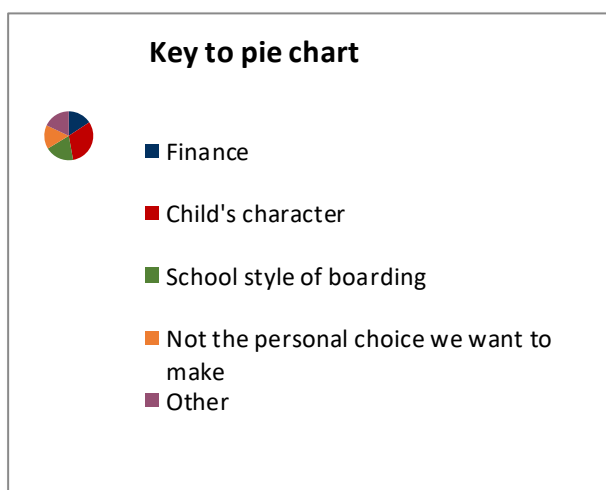 Key to pie chart
Finance
Child's character
School style of boarding
Not the personal choice we want to
make
Other